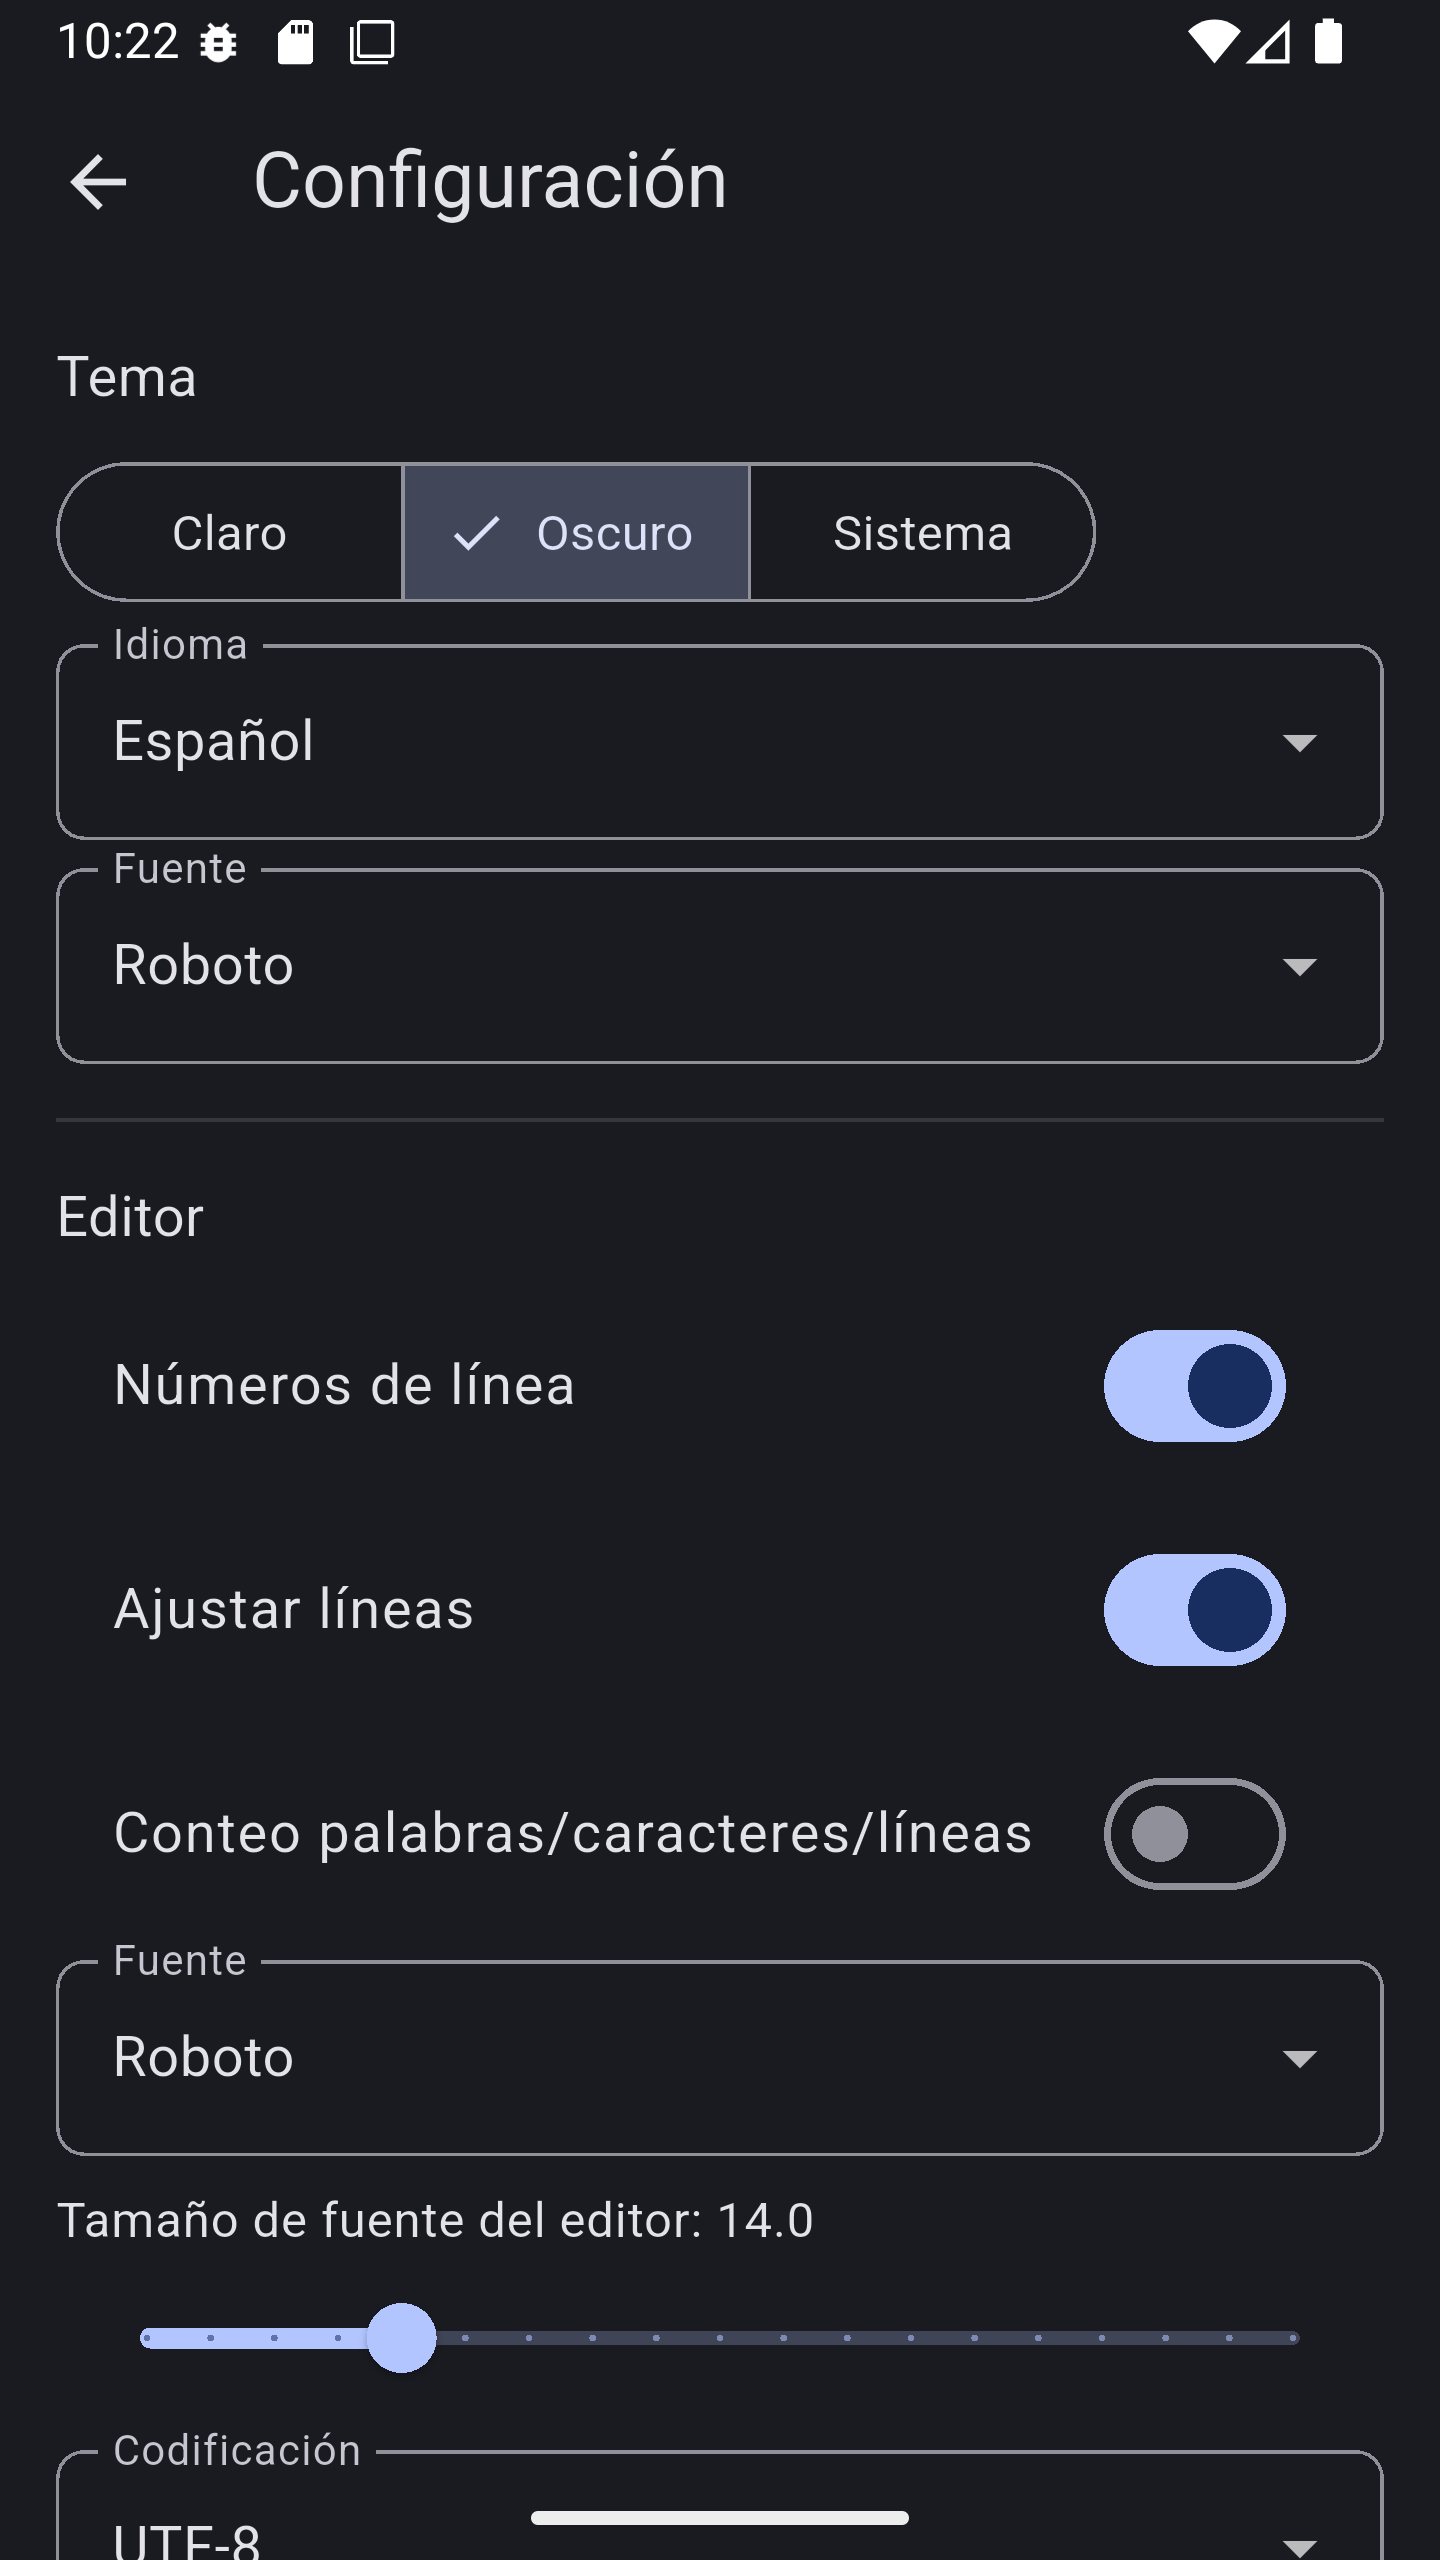 10:22
Configuración
Tema
Claro
Oscuro
Sistema
Idioma
Español
Fuente
Roboto
Editor
Números de línea
Ajustar líneas
Conteo palabras/caracteres/líneas
Fuente
Roboto
Tamaño de fuente del editor: 14.0
Codificación
UTF-8